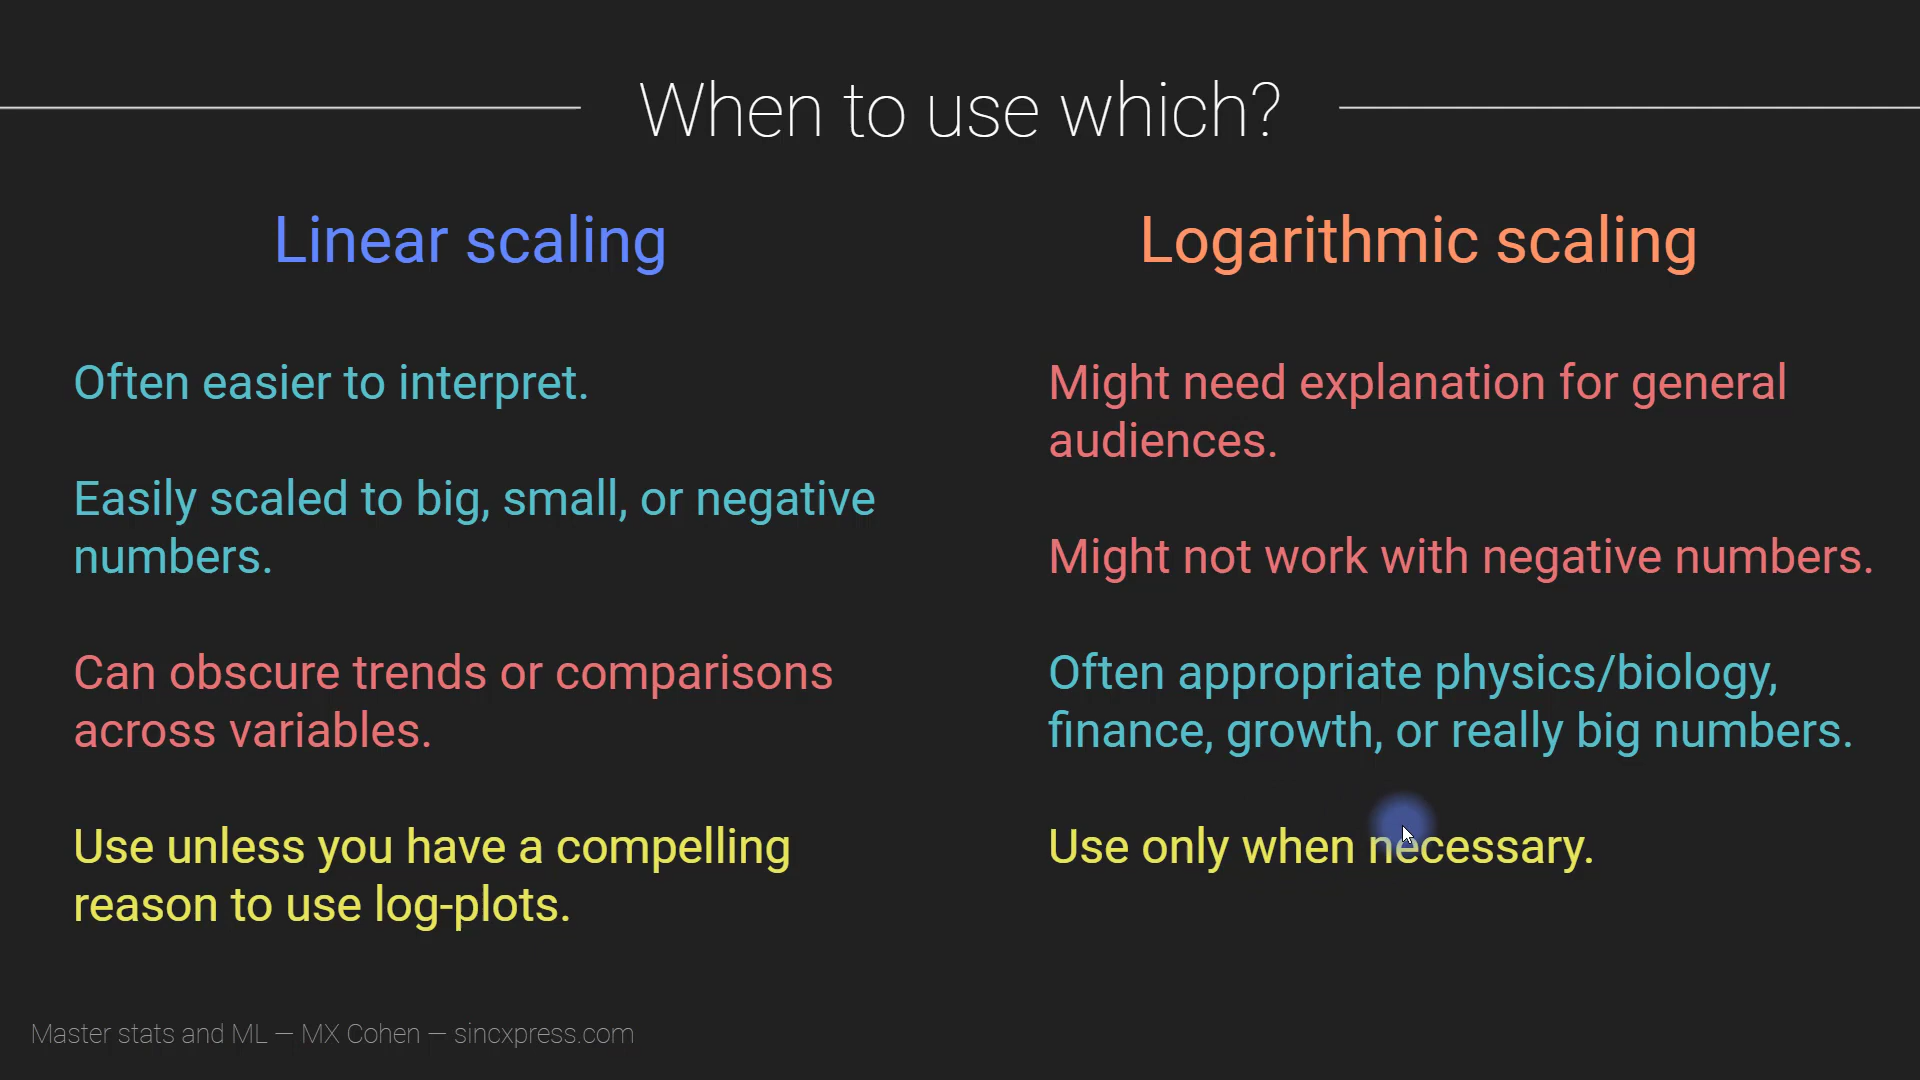 When to use which?
Linear scaling
Often easier to interpret.
Easily scaled to big, small, or negative
numbers.
Can obscure trends or comparisons
across variables.
Use unless you have a compelling
reason to use log-plots.
Logarithmic scaling
Might need explanation for general
audiences.
Might not work with negative numbers.
Often appropriate physics/biology,
finance, growth, or really big numbers.
Use only when necessary.
Master stats and ML — MX Cohen — sincxpress.com